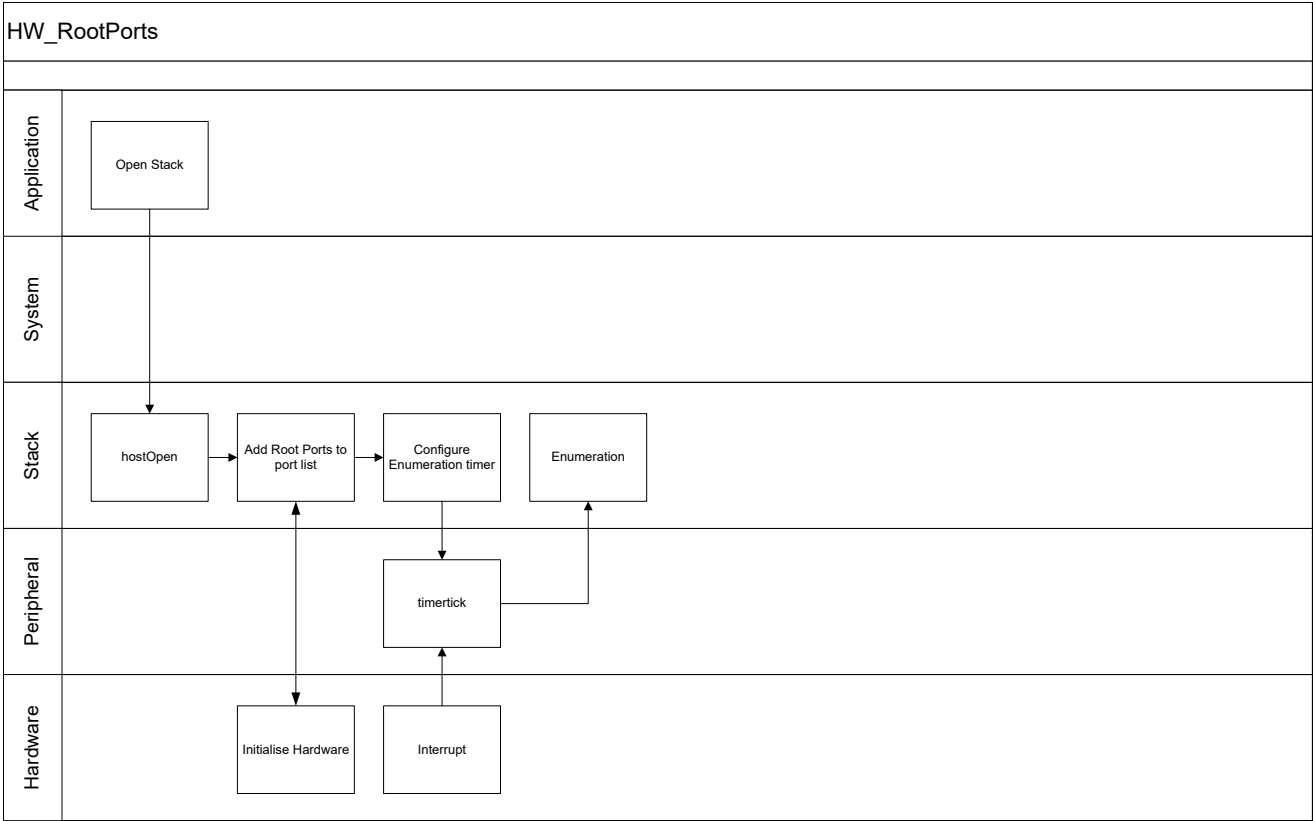 HW_RootPorts
Application
Open Stack
System
Stack
hostOpen
Add Root Ports to
port list
Configure
Enumeration timer
Enumeration
Peripheral
timertick
Hardware
Initialise Hardware
Interrupt